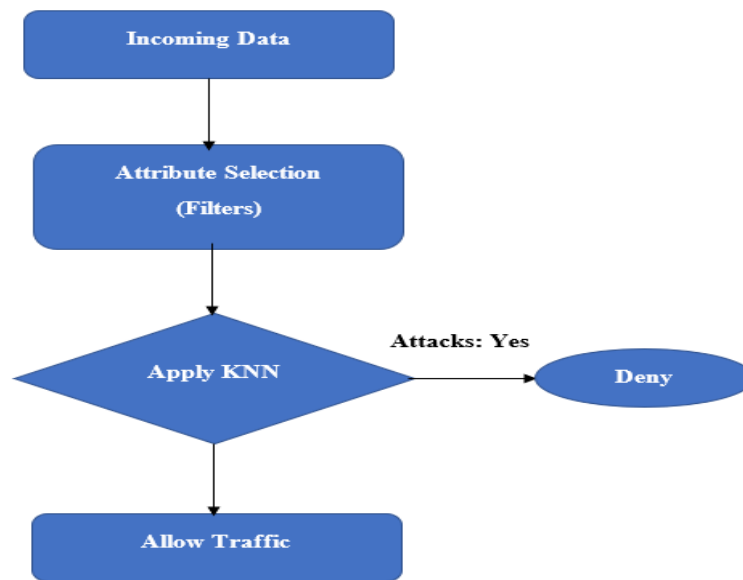 Incoming Data
Attribute Selection
(Filters)
Attacks: Yes
Apply KNN
Deny
Allow Traffic